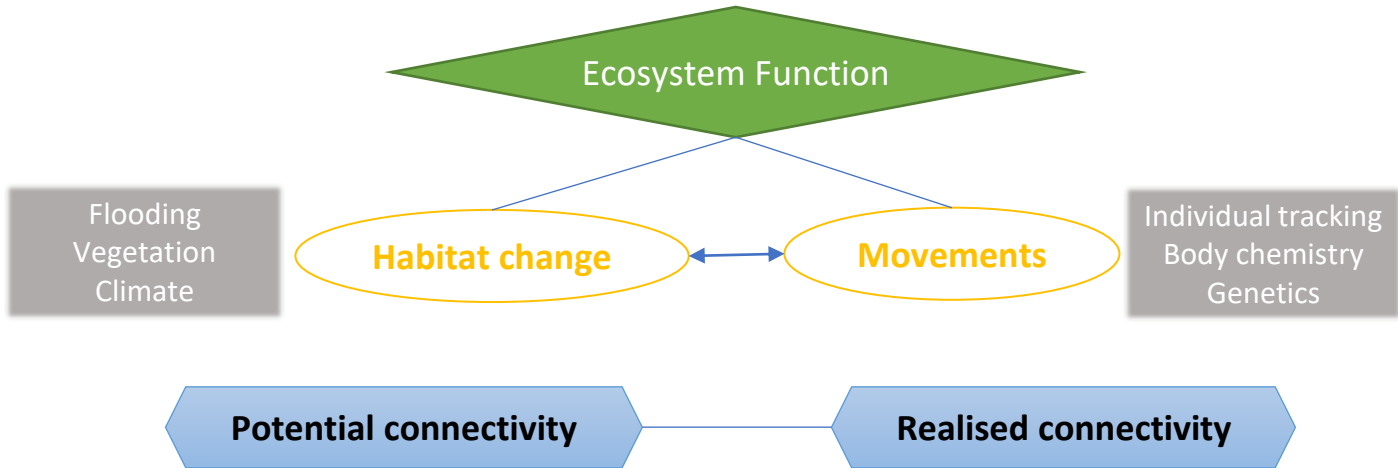 Ecosystem Function
Flooding
Vegetation
Climate
Habitat change
Movements
Individual tracking
Body chemistry
Genetics
Potential connectivity
Realised connectivity